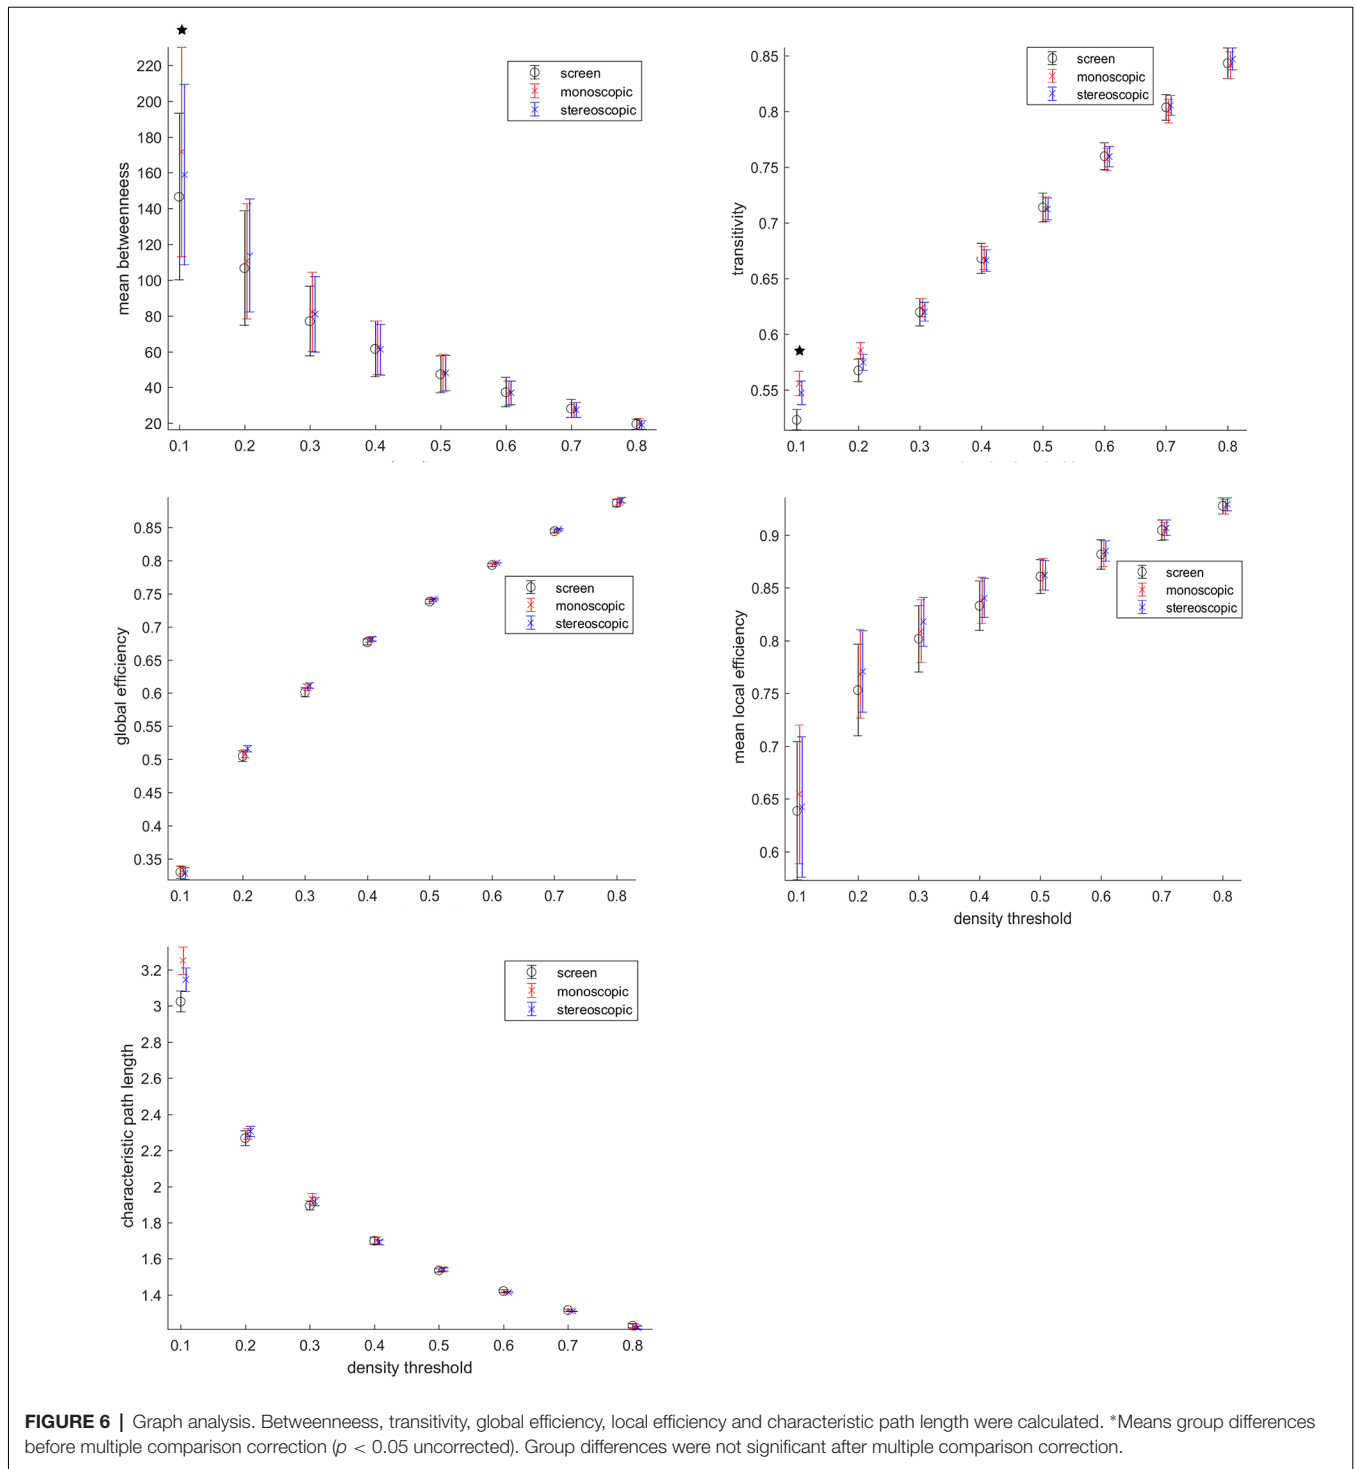 ★
220
200
180
160
140
120
100
80
60
40
20
mean betweenness
screen
monoscopic
stereoscopic
0.1 0.2 0.3 0.4 0.5 0.6 0.7 0.8
0.85
0.8
0.75
0.7
0.65
0.6
0.55
transitivity
screen
monoscopic
stereoscopic
★
0.1 0.2 0.3 0.4 0.5 0.6 0.7 0.8
0.85
0.8
0.75
0.7
0.65
0.6
0.55
0.5
0.45
0.4
0.35
global efficiency
screen
monoscopic
stereoscopic
0.1 0.2 0.3 0.4 0.5 0.6 0.7 0.8
0.9
0.85
0.8
0.75
0.7
0.65
0.6
mean local efficiency
screen
monoscopic
stereoscopic
0.1 0.2 0.3 0.4 0.5 0.6 0.7 0.8
density threshold
3.2
3
2.8
2.6
2.4
2.2
2
1.8
1.6
1.4
characteristic path length
screen
monoscopic
stereoscopic
0.1 0.2 0.3 0.4 0.5 0.6 0.7 0.8
density threshold
FIGURE 6 | Graph analysis. Betweenneess, transitivity, global efficiency, local efficiency and characteristic path length were calculated. *Means group differences
before multiple comparison correction (p < 0.05 uncorrected). Group differences were not significant after multiple comparison correction.